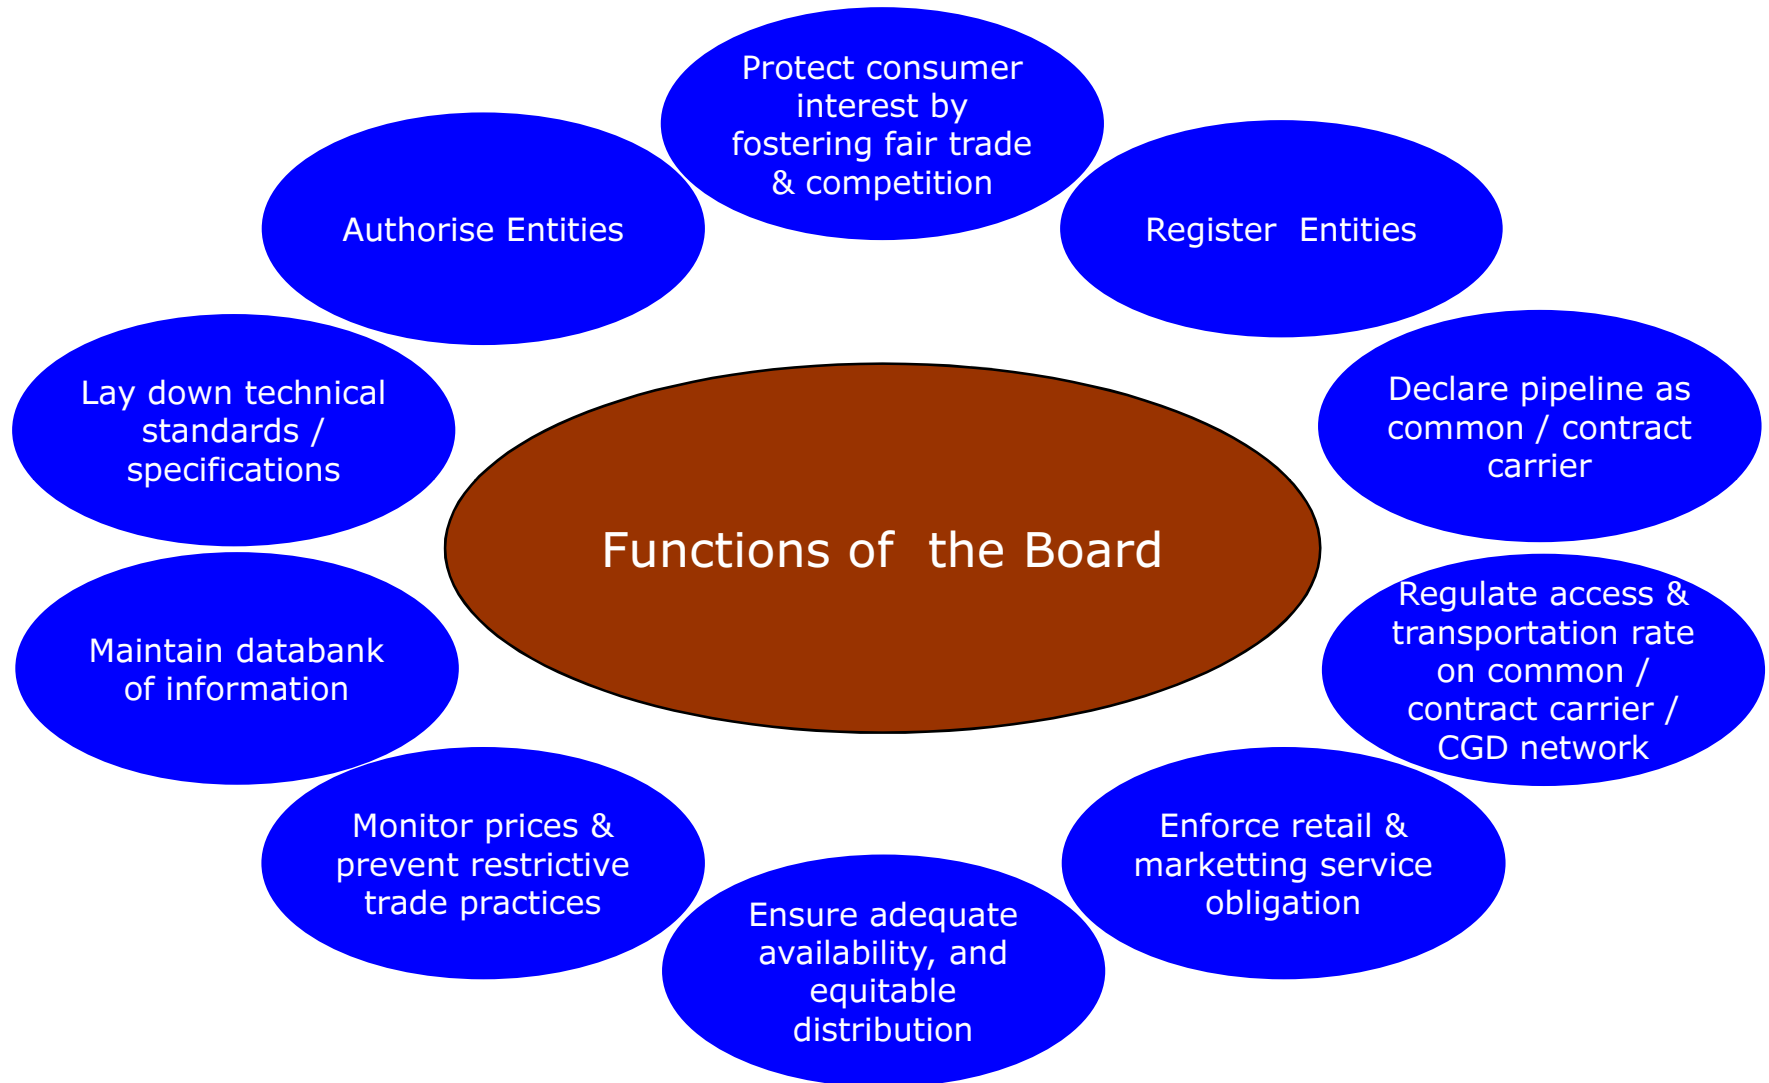 Protect consumer
interest by
fostering fair trade
& competition
Authorise Entities
Register  Entities
Lay down technical
standards /
specifications
Declare pipeline as
common / contract
carrier
Functions of  the Board
Maintain databank
of information
Regulate access &
transportation rate
on common /
contract carrier /
CGD network
Monitor prices &
prevent restrictive
trade practices
Enforce retail &
marketting service
obligation
Ensure adequate
availability, and
equitable
distribution